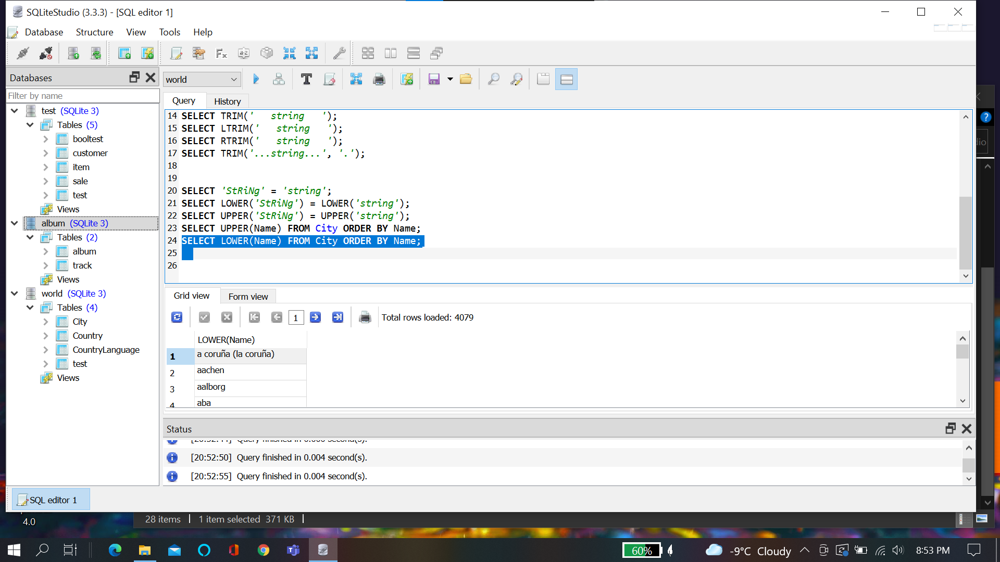 SQLiteStudio (3.3.3) - [SQL editor 1]
Database Structure View Tools Help
Databases
world
Filter by name
Query History
test (SQLite 3)
Tables (5)
booltest
customer
item
sale
test
Views
album (SQLite 3)
Tables (2)
album
track
Views
world (SQLite 3)
Tables (4)
City
Country
CountryLanguage
test
Views
14 SELECT TRIM('   string   ');
15 SELECT LTRIM('   string   ');
16 SELECT RTRIM('   string   ');
17 SELECT TRIM('...string...', '.');
18
19
20 SELECT 'StRiNg' = 'string';
21 SELECT LOWER('StRiNg') = LOWER('string');
22 SELECT UPPER('StRiNg') = UPPER('string');
23 SELECT UPPER(Name) FROM City ORDER BY Name;
24 SELECT LOWER(Name) FROM City ORDER BY Name;
25
26
Grid view Form view
1 Total rows loaded: 4079
LOWER(Name)
1 a coruña (la coruña)
2 aachen
3 aalborg
4 aba
Status
[20:52:50] Query finished in 0.004 second(s).
[20:52:55] Query finished in 0.004 second(s).
SQL editor 1
4.0
28 items 1 item selected 371 KB
60% -9°C Cloudy 8:53 PM